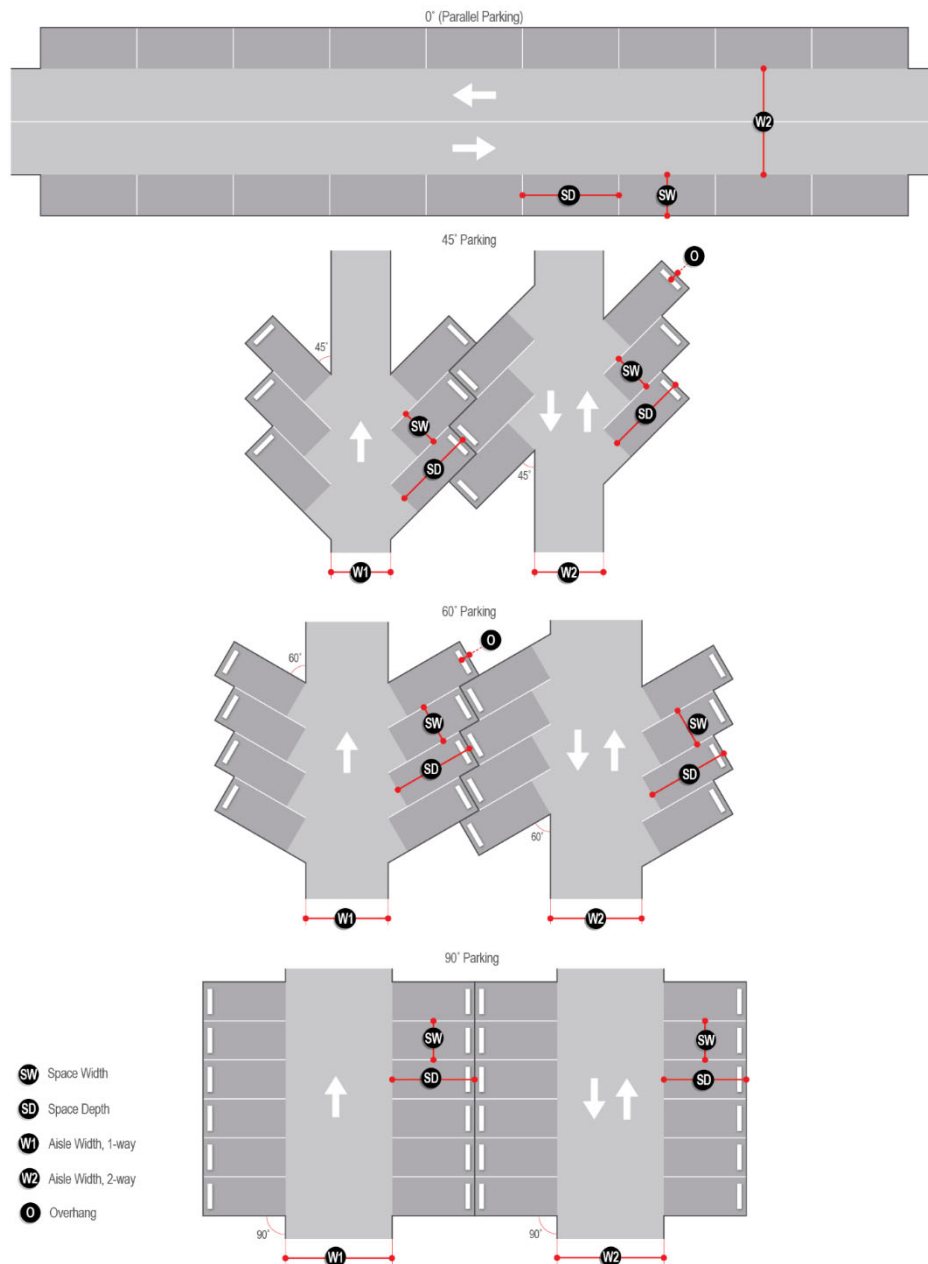 0° (Parallel Parking)
W2
SD
SW
45° Parking
O
45°
SW
SW
SD
SD
45°
W1
W2
60° Parking
O
60°
SW
SW
SD
SD
60°
W1
W2
90° Parking
SW
SW
SD
SD
SW Space Width
SD Space Depth
W1 Aisle Width, 1-way
W2 Aisle Width, 2-way
O Overhang
90°
90°
W1
W2